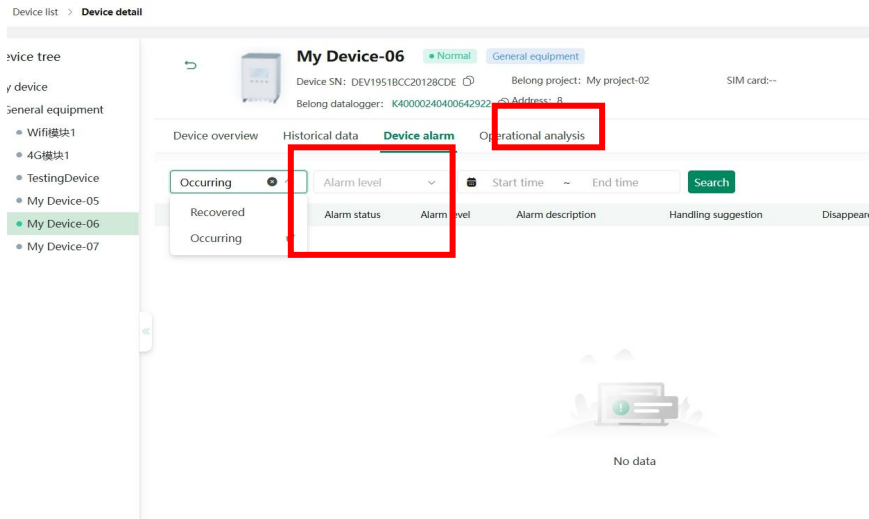 Device list > Device detail
evice tree
My Device-06
Normal
General equipment
y device
Device SN: DEV1951BCC20128CDE
Belong project: My project-02
SIM card:--
General equipment
Belong datalogger: K40000240400642922
Address: 8
Wifi模块1
Device overview
Historical data
Device alarm
Operational analysis
4G模块1
TestingDevice
Occurring
Alarm level
Start time ~ End time
Search
My Device-05
Recovered
Alarm status
Alarm level
Alarm description
Handling suggestion
Disappeare
My Device-06
Occurring
My Device-07
No data